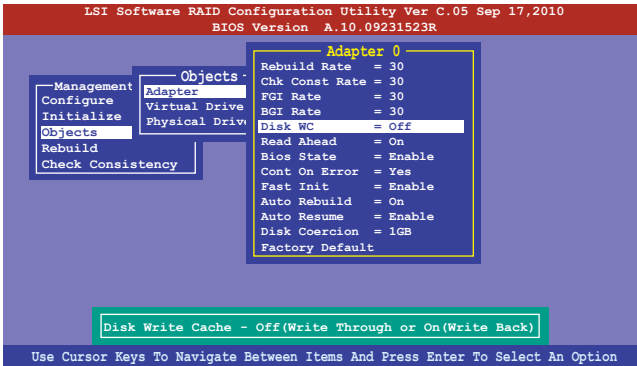 LSI Software RAID Configuration Utility Ver C.05 Sep 17,2010
BIOS Version A.10.09231523R
Management
Configure
Initialize
Objects
Rebuild
Check Consistency
Objects
Adapter
Virtual Drive
Physical Drive
Adapter 0
Rebuild Rate = 30
Chk Const Rate = 30
FGI Rate = 30
BGI Rate = 30
Disk WC = Off
Read Ahead = On
Bios State = Enable
Cont On Error = Yes
Fast Init = Enable
Auto Rebuild = On
Auto Resume = Enable
Disk Coercion = 1GB
Factory Default
Disk Write Cache - Off(Write Through or On(Write Back)
Use Cursor Keys To Navigate Between Items And Press Enter To Select An Option